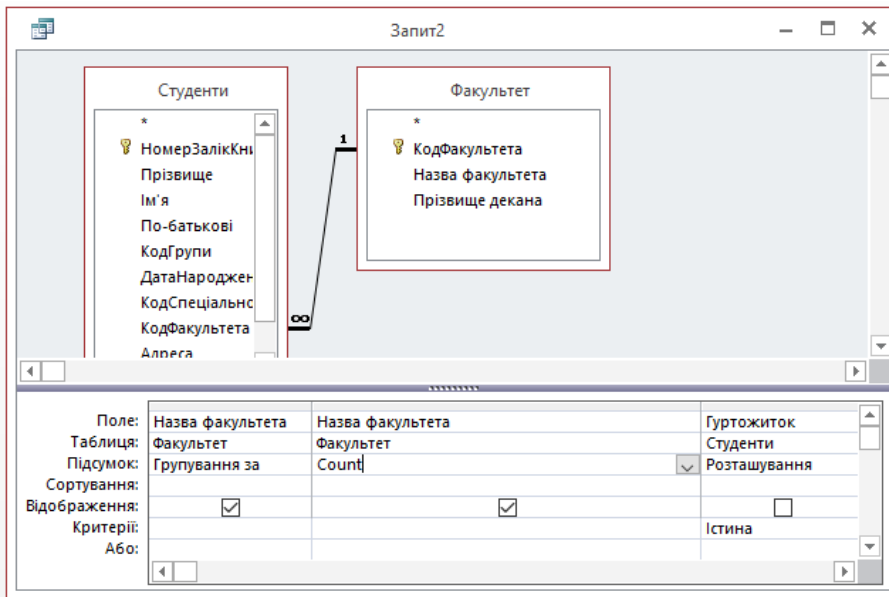 Запит2
Студенти
*
НомерЗалікКни
Прізвище
Ім'я
По-батькові
КодГрупи
ДатаНароджен
КодСпеціально
КодФакультета
Адреса
1
∞
Факультет
*
КодФакультета
Назва факультета
Прізвище декана
Поле: Назва факультета Назва факультета Гуртожиток
Таблиця: Факультет Факультет Студенти
Підсумок: Групування за Count Розташування
Сортування:
Відображення:
Критерії: Істина
Або: